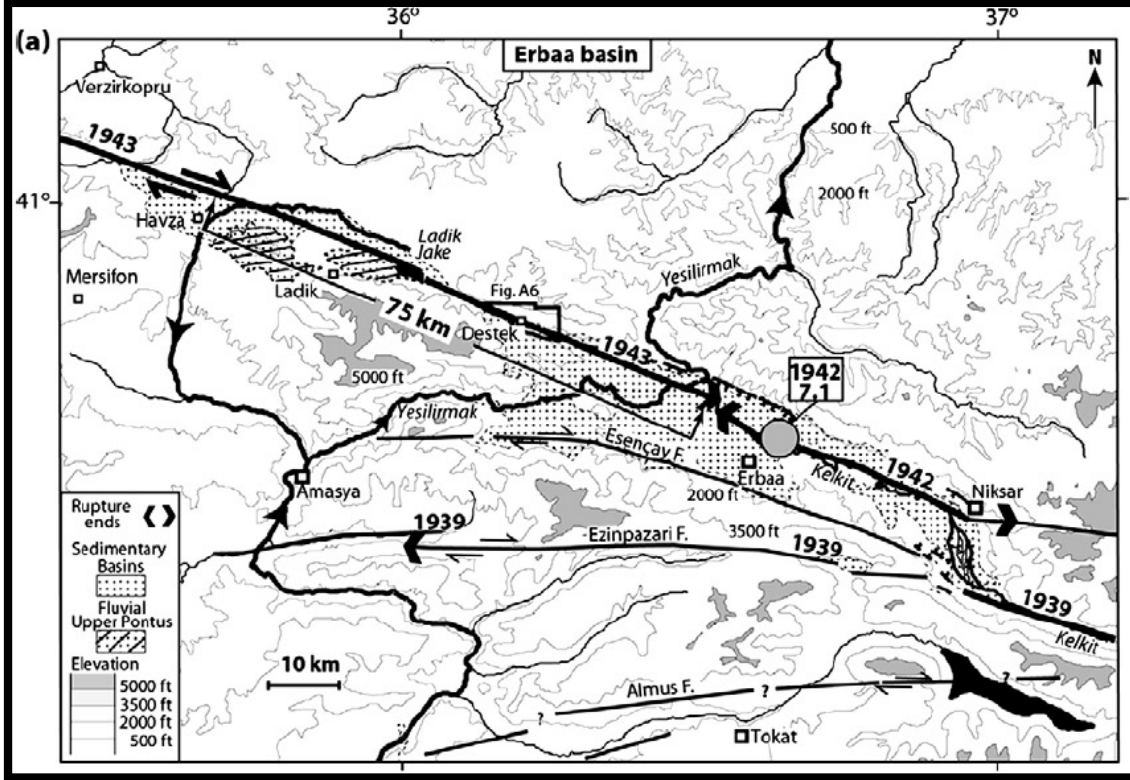 (a)
36º
37º
Erbaa basin
N
Verzirkopru
500 ft
1943
2000 ft
41º
Havza
Ladik
Jake
Yesilirmak
Mersifon
Ladik
Fig. A6
75 km
Destek
1943
1942
7,1
5000 ft
Yesilirmak
Esençay F.
Erbaa
Kelkit
1942
Niksar
Amasya
2000 ft
Rupture
ends
1939
3500 ft
Ezinpazari F.
1939
Sedimentary
Basins
Fluvial
Upper Pontus
1939
Kelkit
Elevation
5000 ft
3500 ft
2000 ft
500 ft
10 km
Almus F.
?
?
?
Tokat